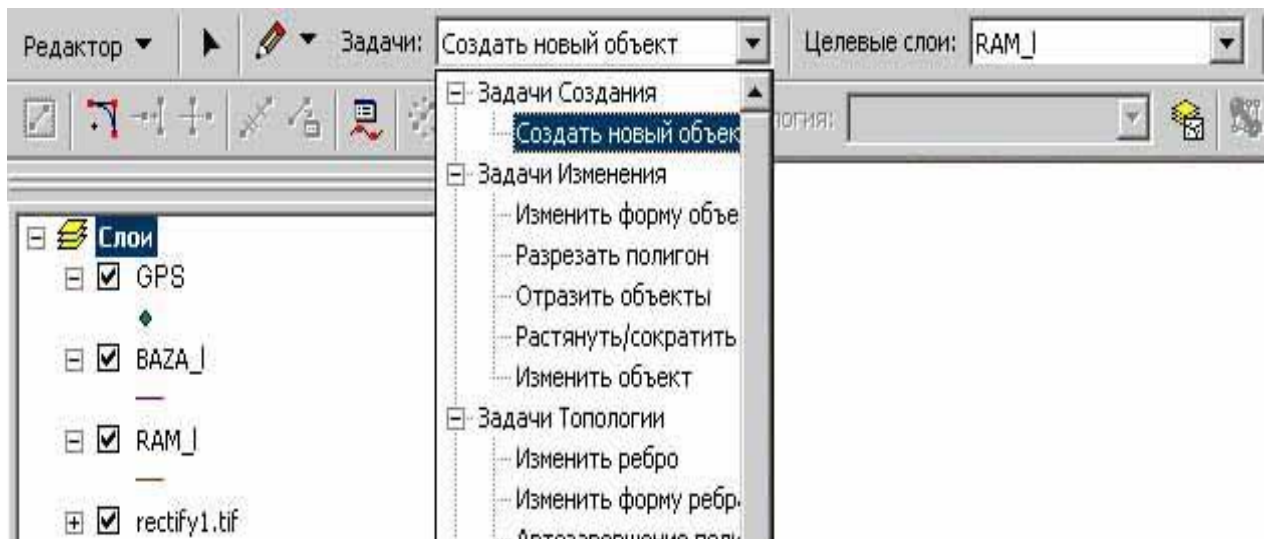 Редактор Задачи: Создать новый объект Целевые слои: RAM_l
Задачи Создания
Создать новый объек
огия:
Задачи Изменения
Изменить форму объе
Разрезать полигон
Отразить объекты
Растянуть/сократить
Изменить объект
Задачи Топологии
Изменить ребро
Изменить форму ребр
Слои
GPS
BAZA_l
RAM_l
rectify1.tif